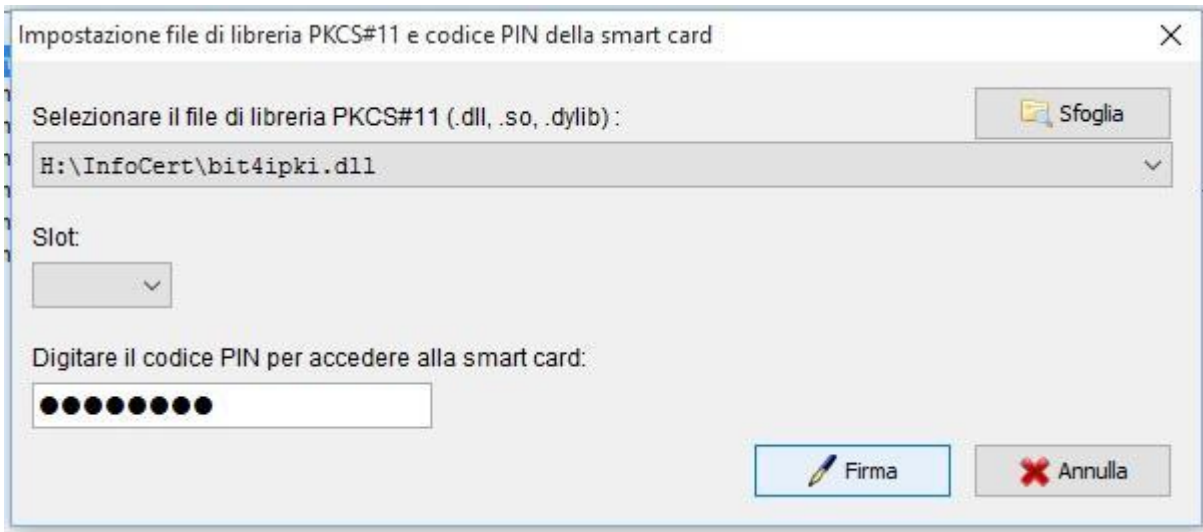 Impostazione file di libreria PKCS#11 e codice PIN della smart card
Selezionare il file di libreria PKCS#11 (.dll, .so, .dylib) :
Sfoglia
H:\InfoCert\bit4ipki.dll
Slot:
Digitare il codice PIN per accedere alla smart card:
●●●●●●●●
Firma
Annulla